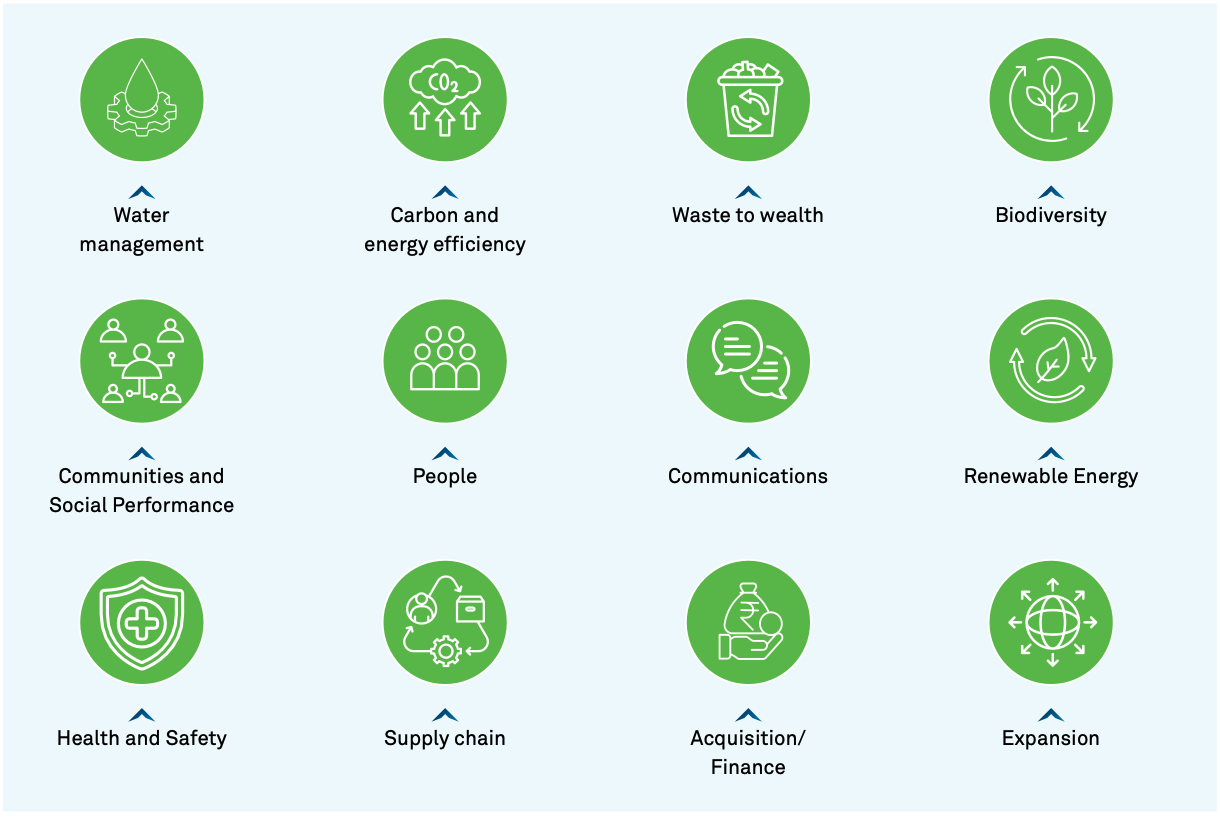 CO2
Water
management
Carbon and
energy efficiency
Waste to wealth
Biodiversity
Communities and
Social Performance
People
Communications
Renewable Energy
₹
Health and Safety
Supply chain
Acquisition/
Finance
Expansion